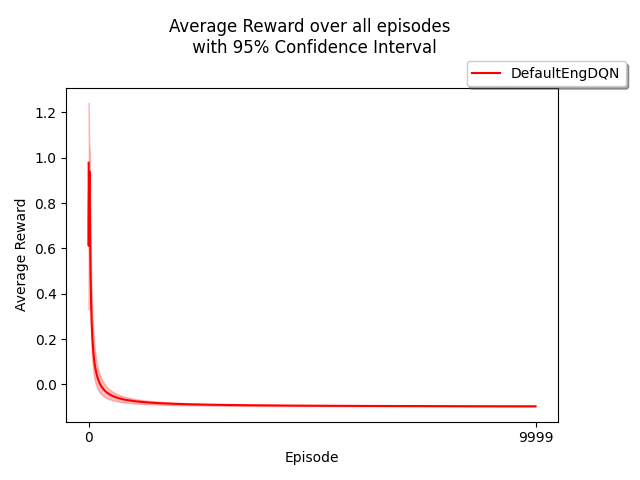 Average Reward over all episodes
with 95% Confidence Interval
DefaultEngDQN
1.2
1.0
0.8
0.6
0.4
0.2
0.0
Average Reward
0
9999
Episode